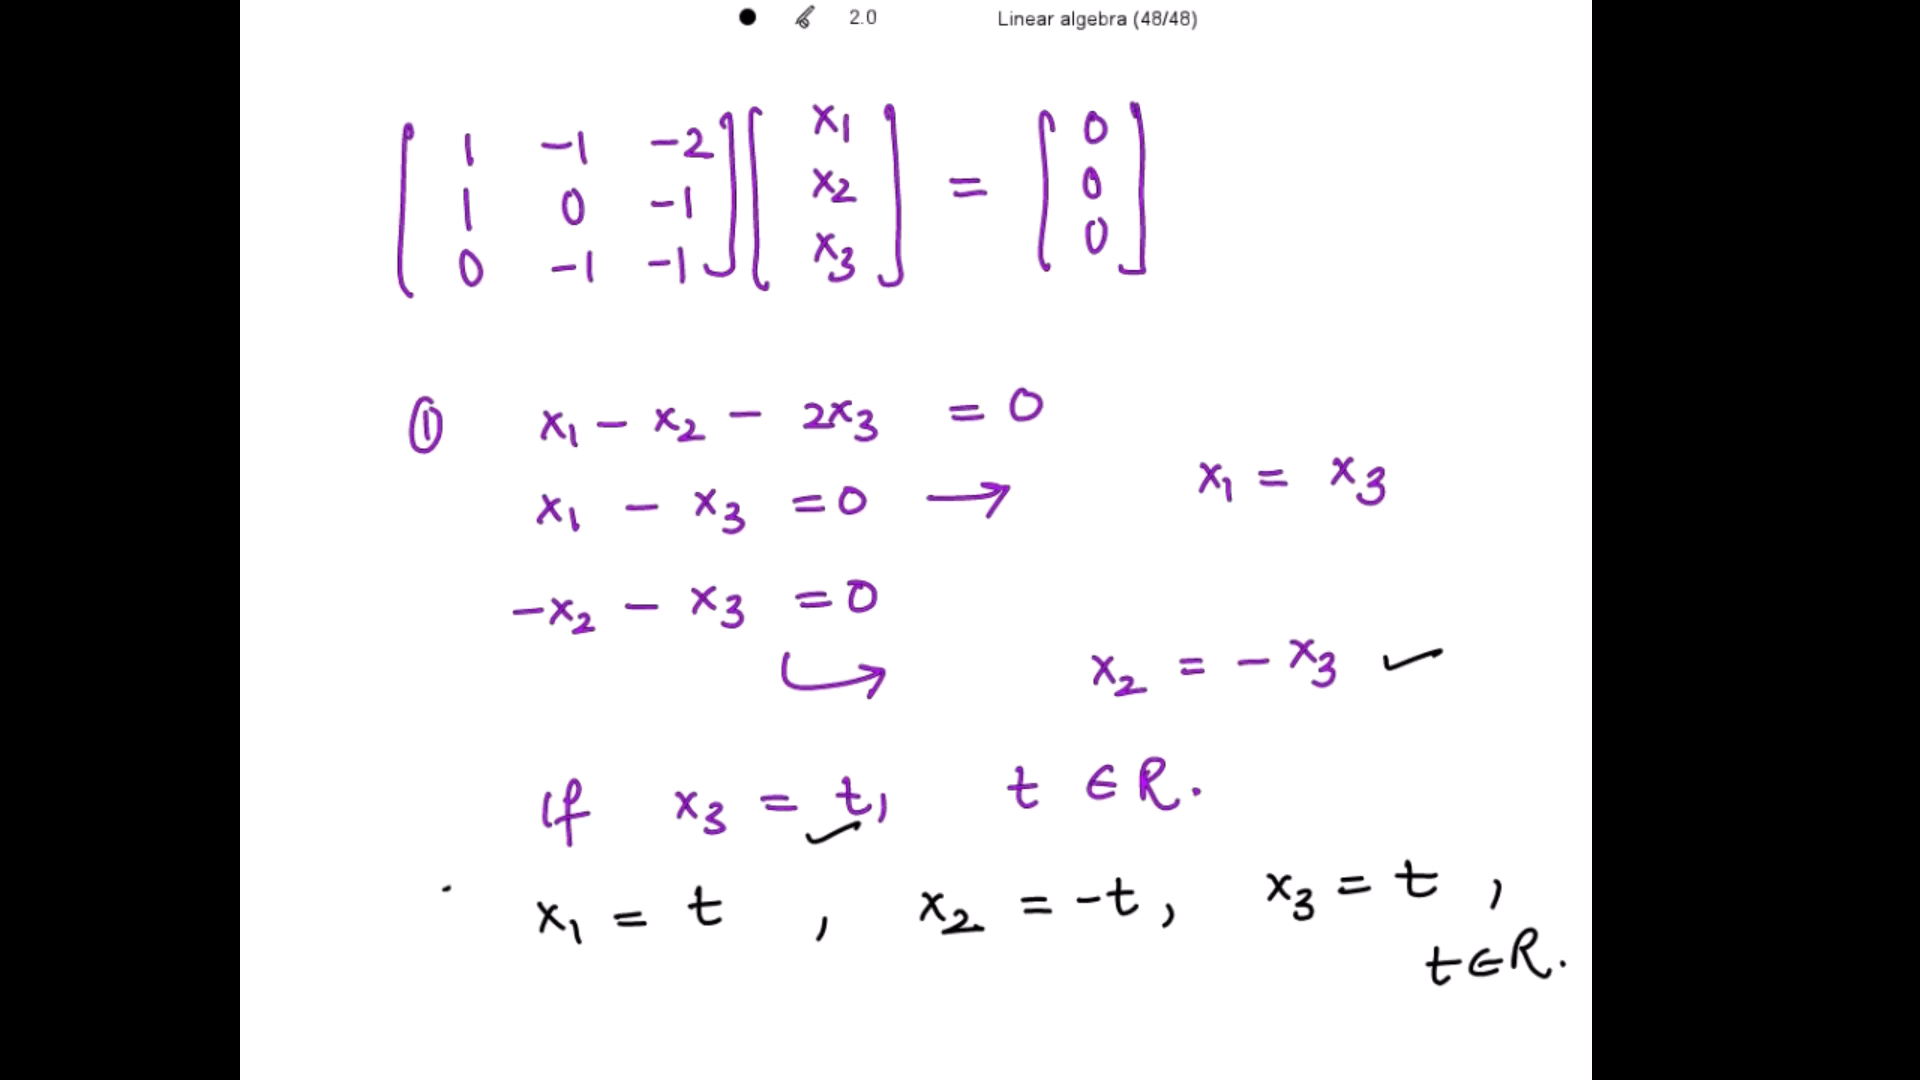 2.0 Linear algebra (48/48)
[ 1 -1 -2 ] [ x₁ ] = [ 0 ]
[ 1 0 -1 ] [ x₂ ] = [ 0 ]
[ 0 -1 -1 ] [ x₃ ] = [ 0 ]
① x₁ - x₂ - 2x₃ = 0
x₁ - x₃ = 0 → x₁ = x₃
-x₂ - x₃ = 0
↪ x₂ = - x₃ ✓
If x₃ = t, t ∈ R.
x₁ = t , x₂ = -t, x₃ = t ,
t ∈ R.